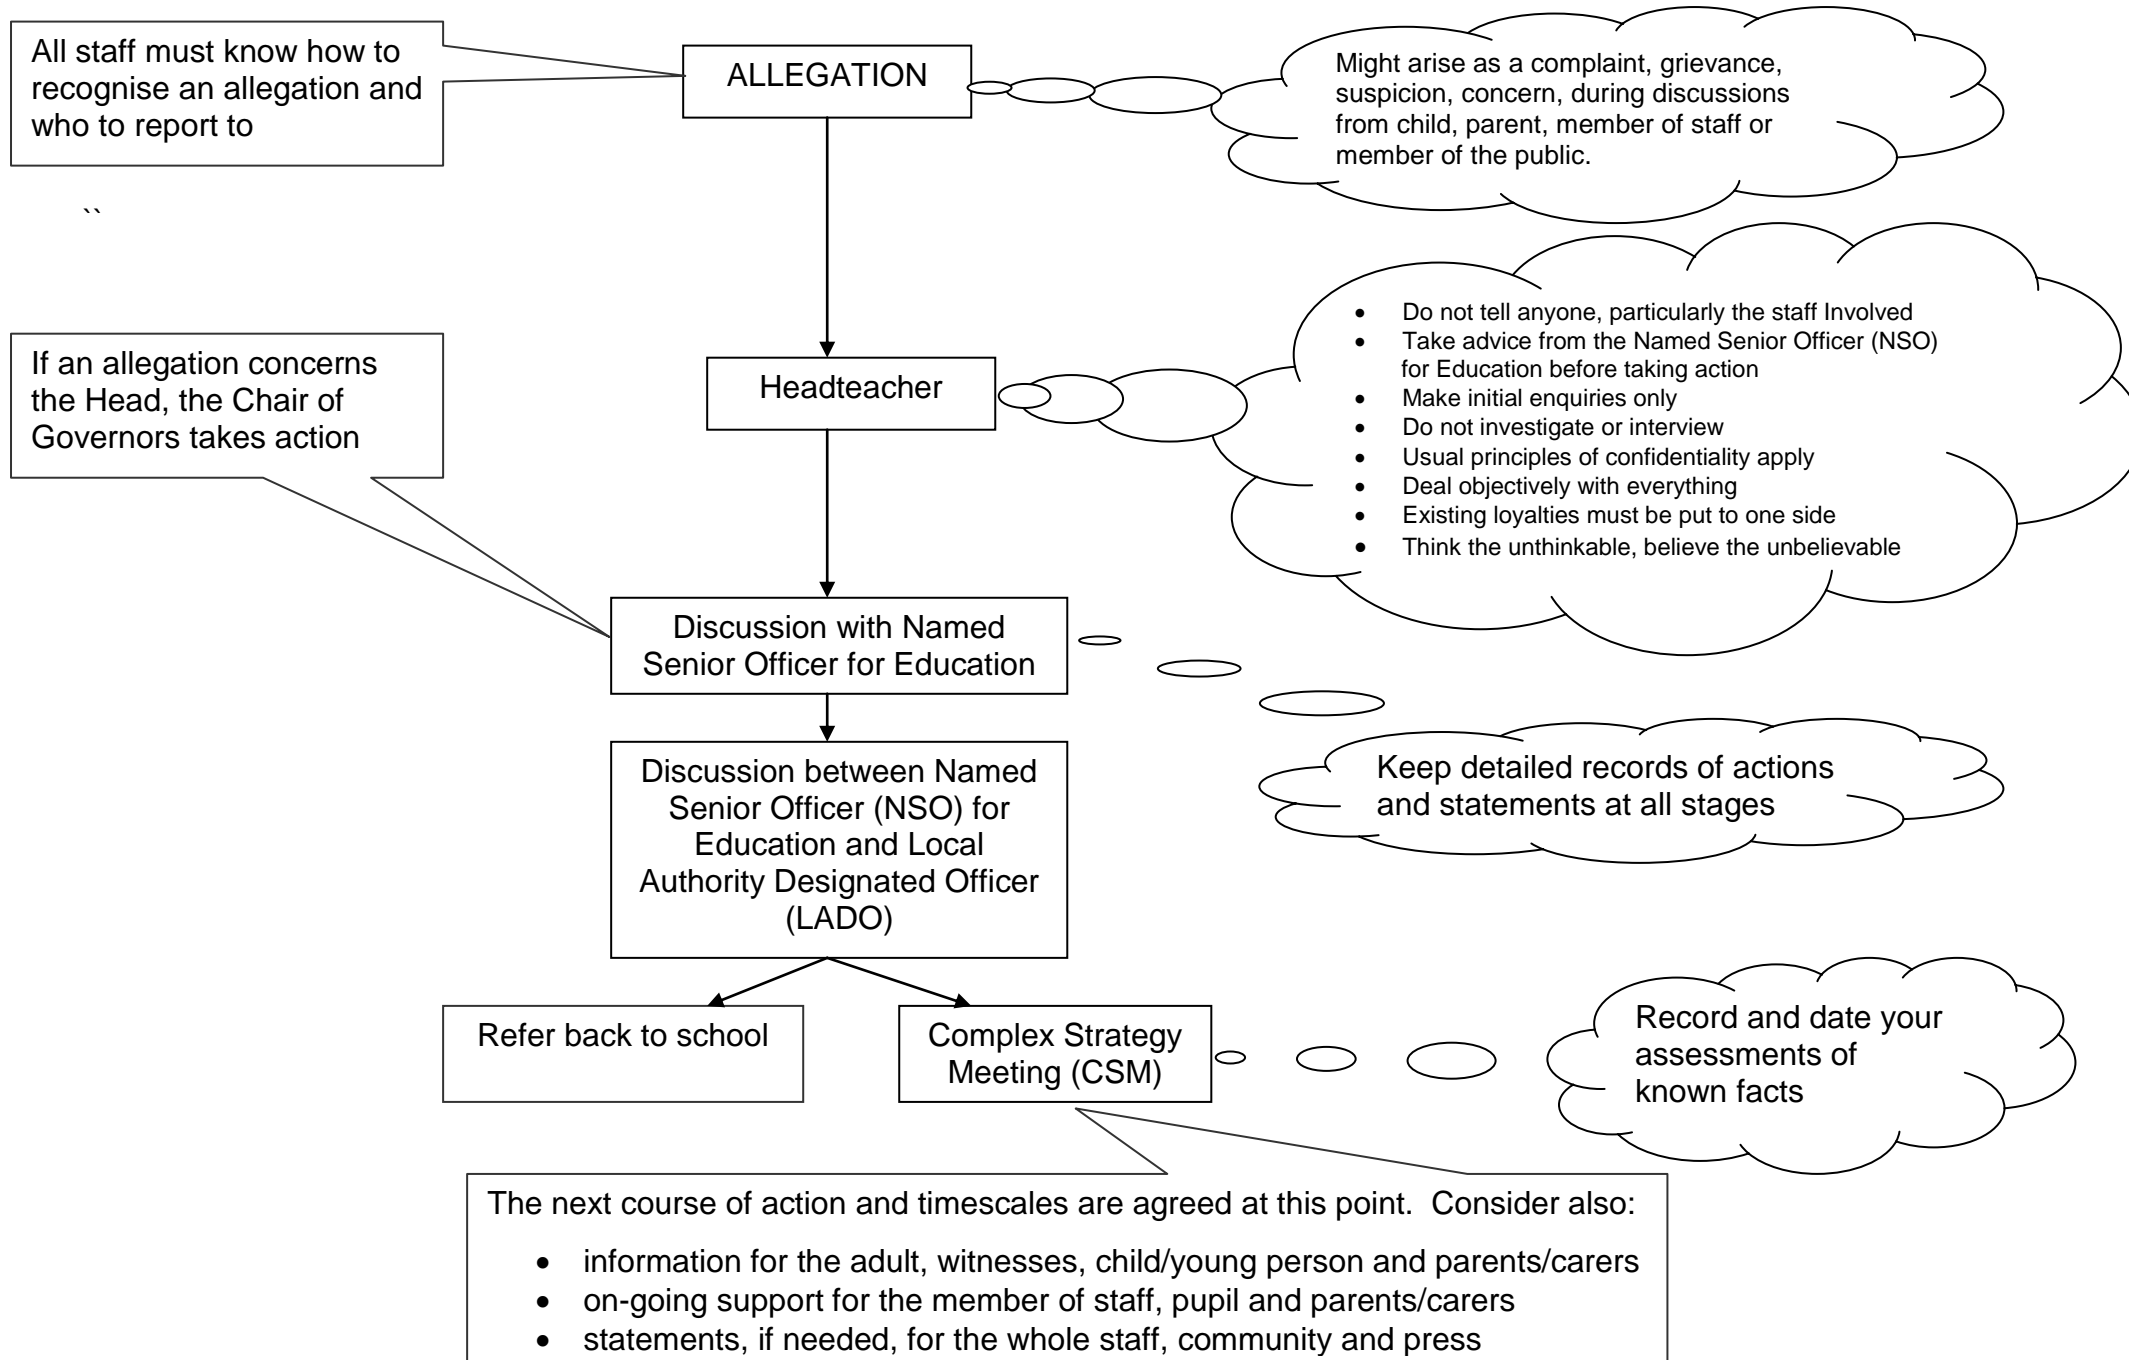 All staff must know how to
recognise an allegation and
who to report to
ALLEGATION
Might arise as a complaint, grievance,
suspicion, concern, during discussions
from child, parent, member of staff or
member of the public.
``
If an allegation concerns
the Head, the Chair of
Governors takes action
Headteacher
• Do not tell anyone, particularly the staff Involved
• Take advice from the Named Senior Officer (NSO)
for Education before taking action
• Make initial enquiries only
• Do not investigate or interview
• Usual principles of confidentiality apply
• Deal objectively with everything
• Existing loyalties must be put to one side
• Think the unthinkable, believe the unbelievable
Discussion with Named
Senior Officer for Education
Discussion between Named
Senior Officer (NSO) for
Education and Local
Authority Designated Officer
(LADO)
Keep detailed records of actions
and statements at all stages
Refer back to school
Complex Strategy
Meeting (CSM)
Record and date your
assessments of
known facts
The next course of action and timescales are agreed at this point.  Consider also:
• information for the adult, witnesses, child/young person and parents/carers
• on-going support for the member of staff, pupil and parents/carers
• statements, if needed, for the whole staff, community and press